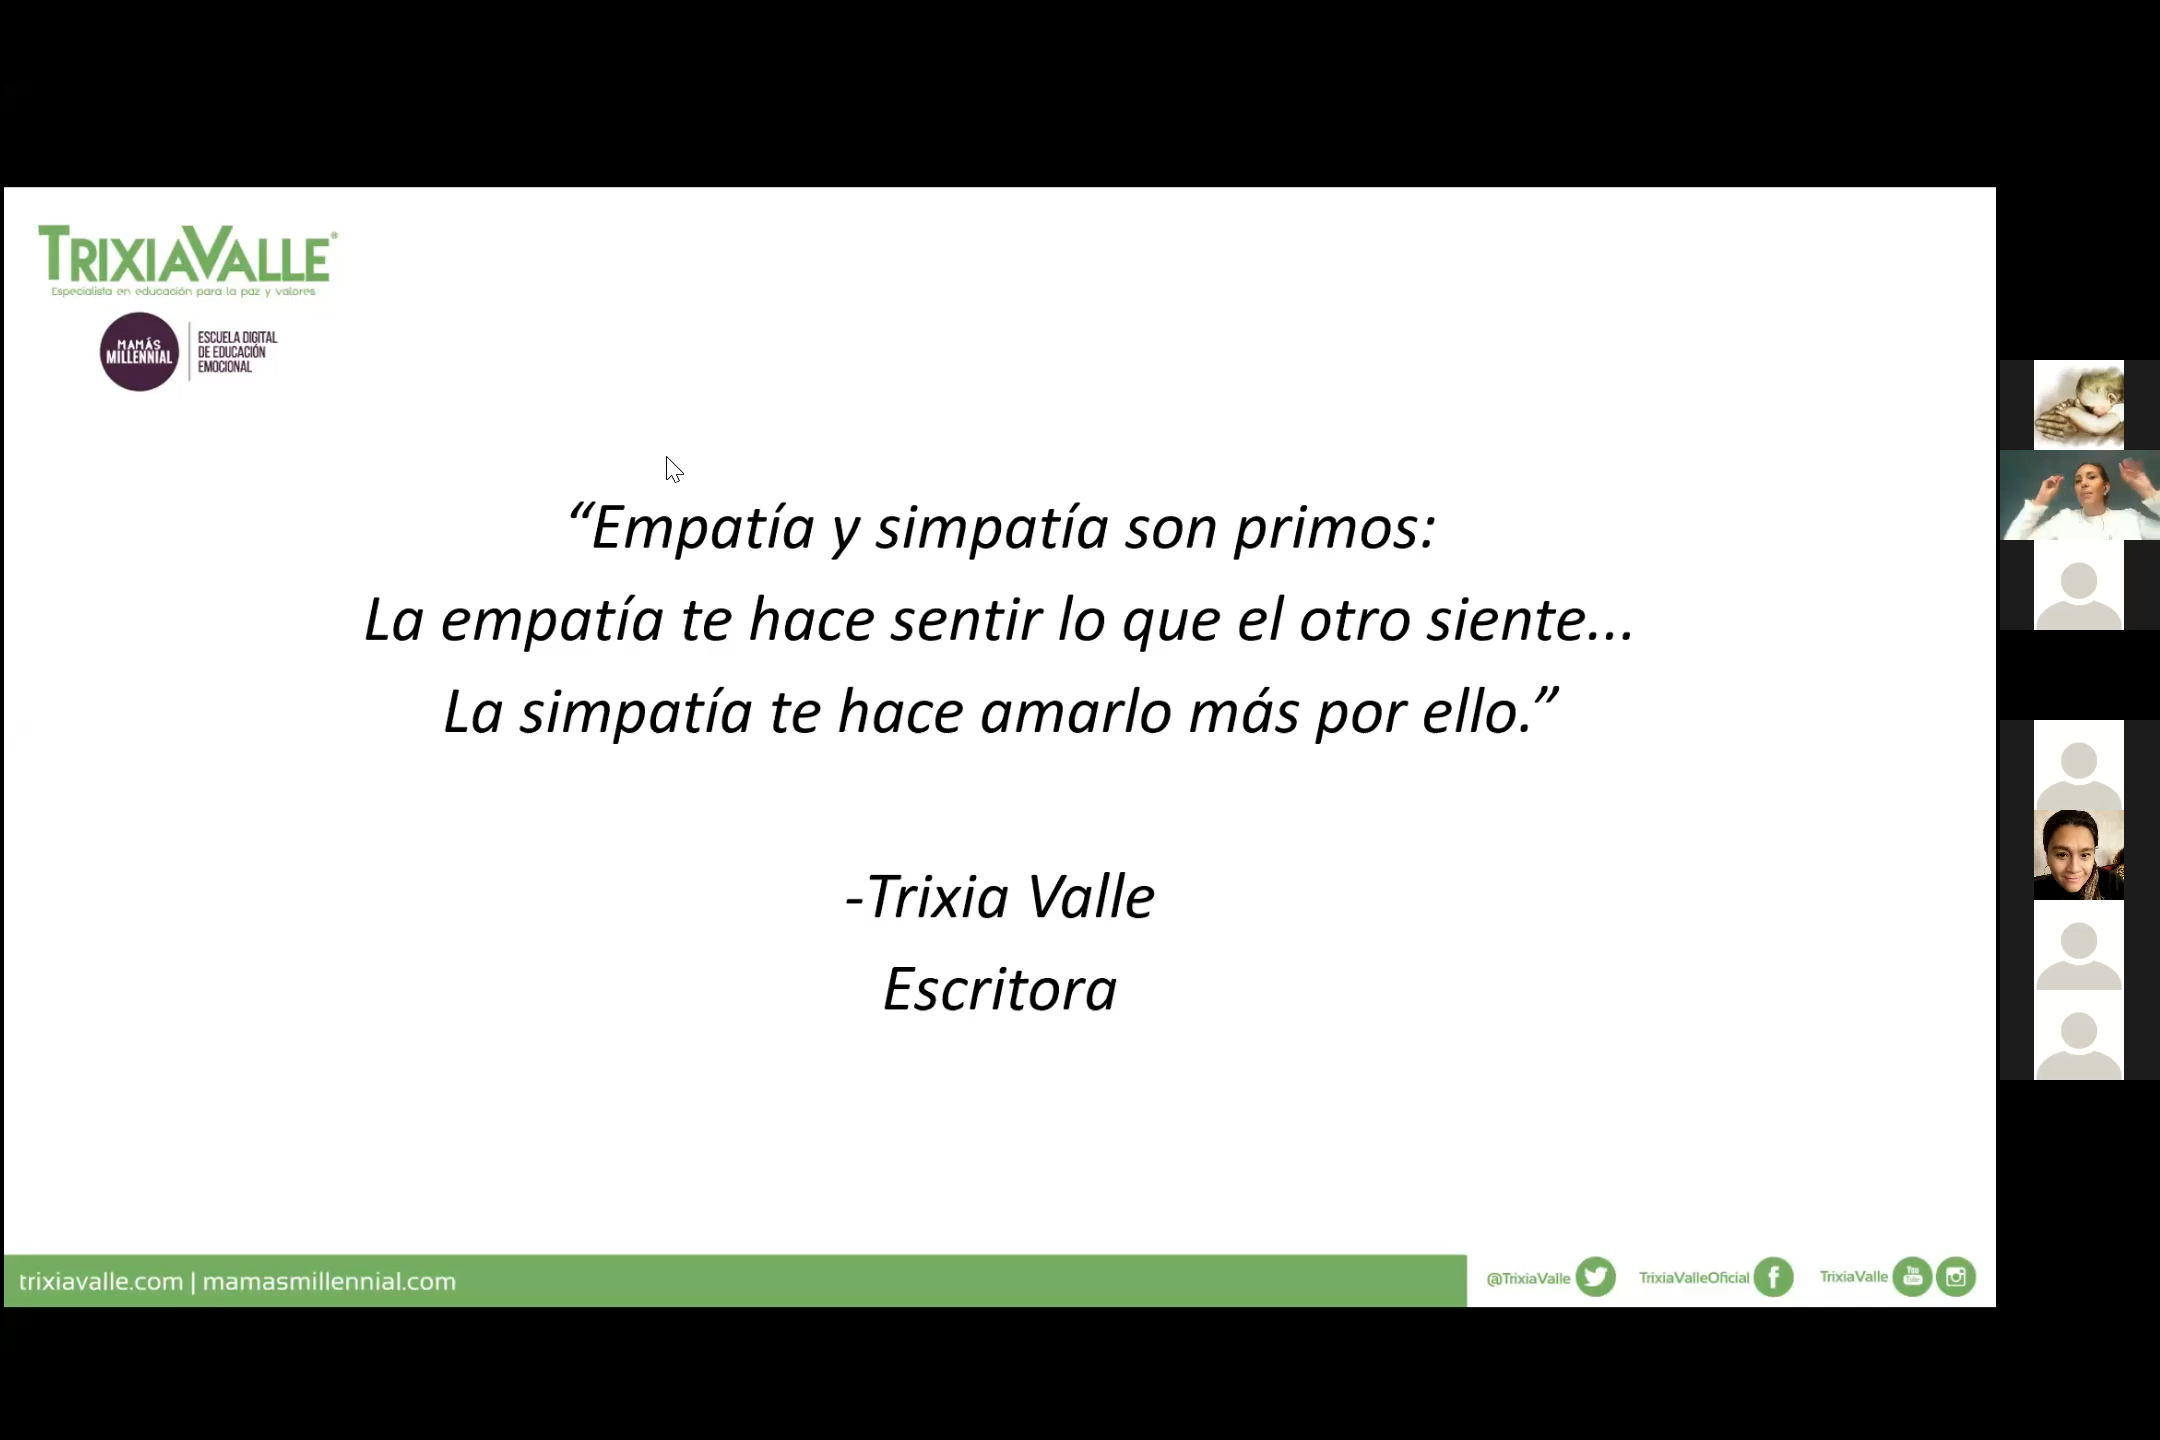 TRIXIAVALLE®
Especialista en educación para la paz y valores
MAMÁS
MILLENNIAL
ESCUELA DIGITAL
DE EDUCACIÓN
EMOCIONAL
“Empatía y simpatía son primos:
La empatía te hace sentir lo que el otro siente...
La simpatía te hace amarlo más por ello.”
-Trixia Valle
Escritora
trixiavalle.com | mamasmillennial.com
@TrixiaValle
TrixiaValleOficial
TrixiaValle
You
Tube